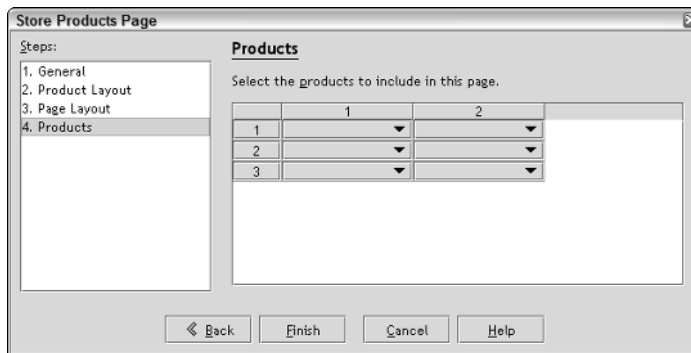 Store Products Page
Steps:
1. General
2. Product Layout
3. Page Layout
4. Products
Products
Select the products to include in this page.
1 2
1
2
3
Back Finish Cancel Help